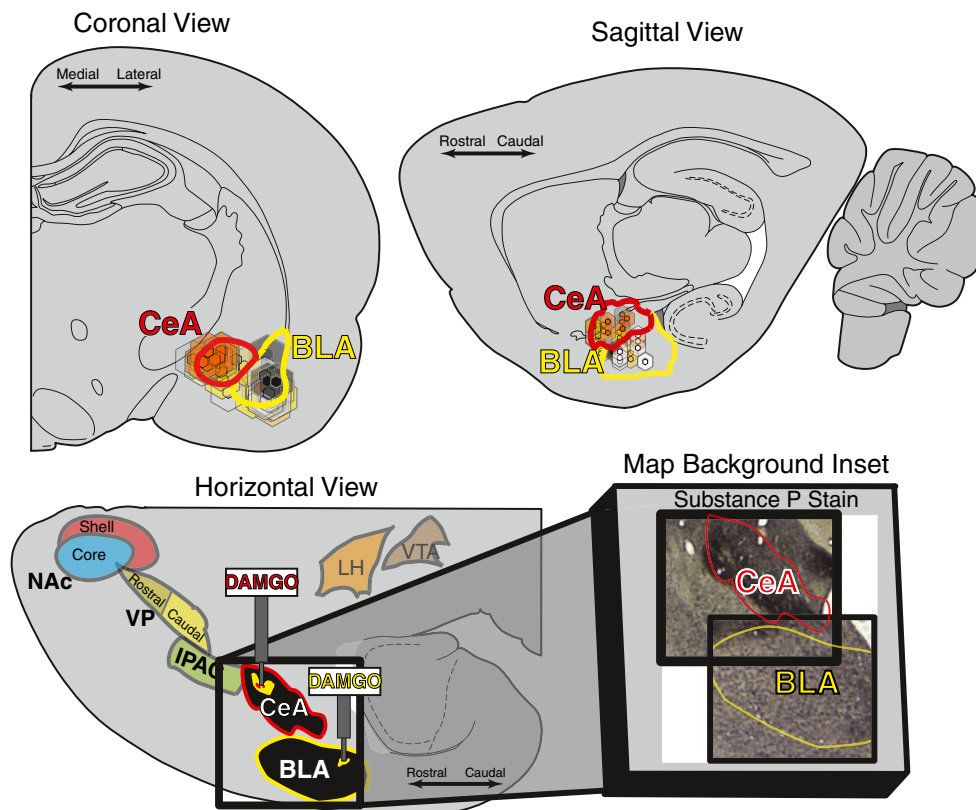 Coronal View
Medial Lateral
CeA
BLA
Sagittal View
Rostral Caudal
CeA
BLA
Horizontal View
Shell
Core
NAc
Rostral
Caudal
VP
IPAC
DAMGO
LH
VTA
DAMGO
CeA
BLA
Rostral Caudal
Map Background Inset
Substance P Stain
CeA
BLA